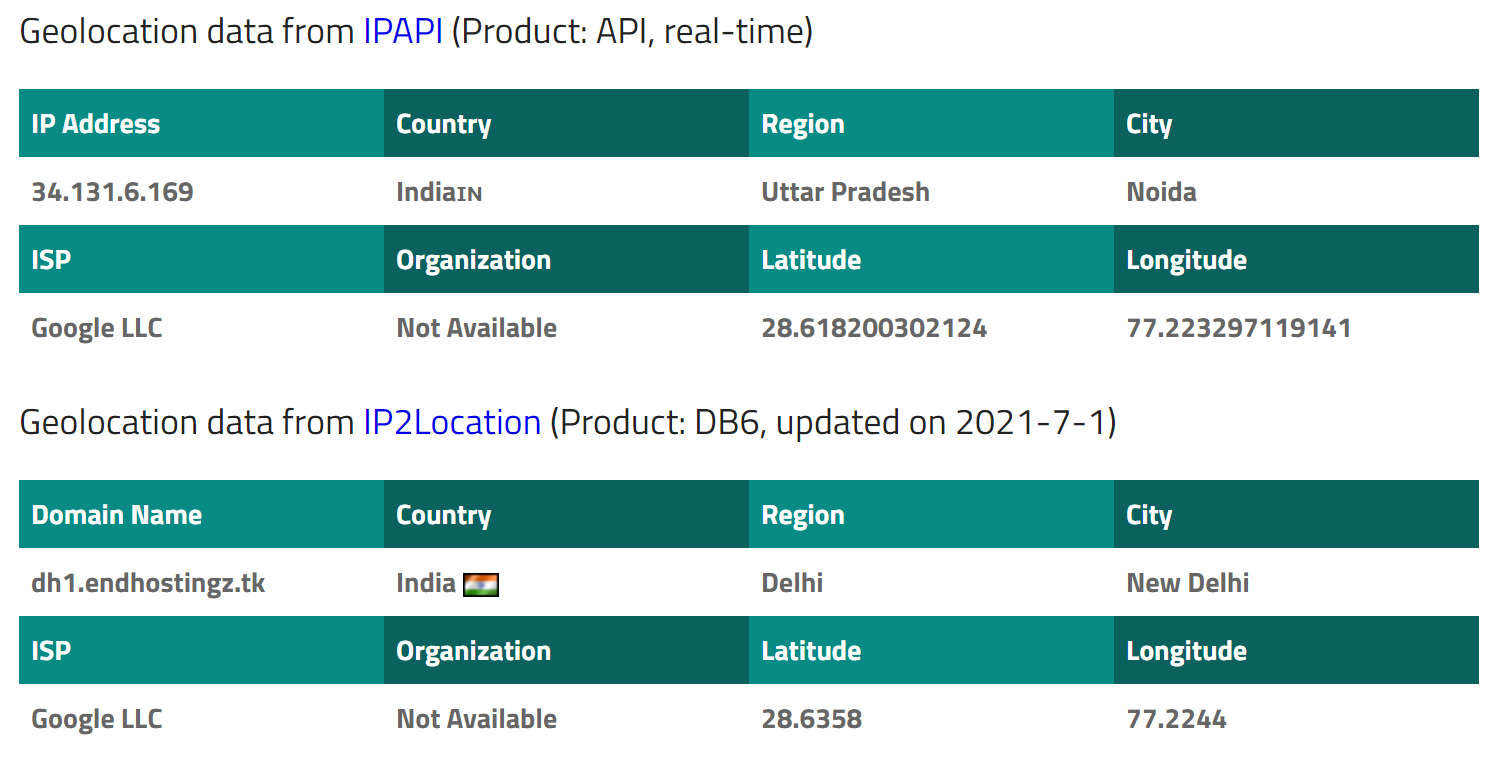 Geolocation data from IPAPI (Product: API, real-time)
IP Address Country Region City
34.131.6.169 Indiaɪɴ Uttar Pradesh Noida
ISP Organization Latitude Longitude
Google LLC Not Available 28.618200302124 77.223297119141
Geolocation data from IP2Location (Product: DB6, updated on 2021-7-1)
Domain Name Country Region City
dh1.endhostingz.tk India Delhi New Delhi
ISP Organization Latitude Longitude
Google LLC Not Available 28.6358 77.2244